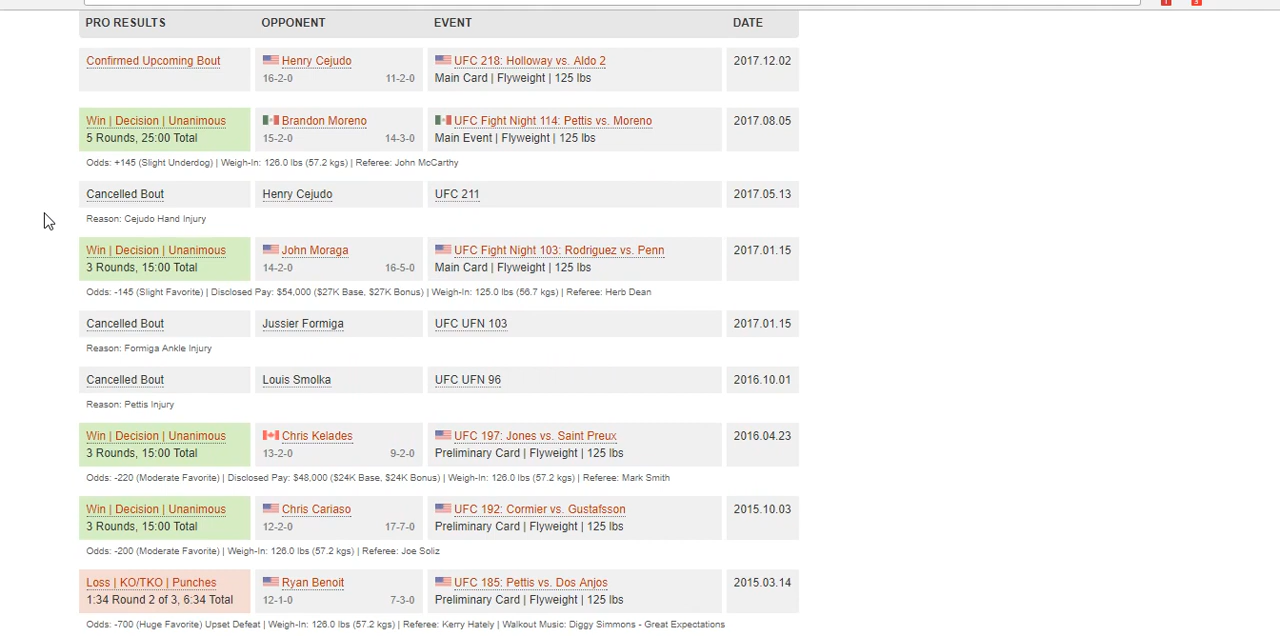 PRO RESULTS OPPONENT EVENT DATE
Confirmed Upcoming Bout Henry Cejudo UFC 218: Holloway vs. Aldo 2 2017.12.02
16-2-0 11-2-0 Main Card | Flyweight | 125 lbs
Win | Decision | Unanimous Brandon Moreno UFC Fight Night 114: Pettis vs. Moreno 2017.08.05
5 Rounds, 25:00 Total 15-2-0 14-3-0 Main Event | Flyweight | 125 lbs
Odds: +145 (Slight Underdog) | Weigh-In: 126.0 lbs (57.2 kgs) | Referee: John McCarthy
Cancelled Bout Henry Cejudo UFC 211 2017.05.13
Reason: Cejudo Hand Injury
Win | Decision | Unanimous John Moraga UFC Fight Night 103: Rodriguez vs. Penn 2017.01.15
3 Rounds, 15:00 Total 14-2-0 16-5-0 Main Card | Flyweight | 125 lbs
Odds: -145 (Slight Favorite) | Disclosed Pay: $54,000 ($27K Base, $27K Bonus) | Weigh-In: 125.0 lbs (56.7 kgs) | Referee: Herb Dean
Cancelled Bout Jussier Formiga UFC UFN 103 2017.01.15
Reason: Formiga Ankle Injury
Cancelled Bout Louis Smolka UFC UFN 96 2016.10.01
Reason: Pettis Injury
Win | Decision | Unanimous Chris Kelades UFC 197: Jones vs. Saint Preux 2016.04.23
3 Rounds, 15:00 Total 13-2-0 9-2-0 Preliminary Card | Flyweight | 125 lbs
Odds: -220 (Moderate Favorite) | Disclosed Pay: $48,000 ($24K Base, $24K Bonus) | Weigh-In: 126.0 lbs (57.2 kgs) | Referee: Mark Smith
Win | Decision | Unanimous Chris Cariaso UFC 192: Cormier vs. Gustafsson 2015.10.03
3 Rounds, 15:00 Total 12-2-0 17-7-0 Preliminary Card | Flyweight | 125 lbs
Odds: -200 (Moderate Favorite) | Weigh-In: 126.0 lbs (57.2 kgs) | Referee: Joe Soliz
Loss | KO/TKO | Punches Ryan Benoit UFC 185: Pettis vs. Dos Anjos 2015.03.14
1:34 Round 2 of 3, 6:34 Total 12-1-0 7-3-0 Preliminary Card | Flyweight | 125 lbs
Odds: -700 (Huge Favorite) Upset Defeat | Weigh-In: 126.0 lbs (57.2 kgs) | Referee: Kerry Hately | Walkout Music: Diggy Simmons - Great Expectations